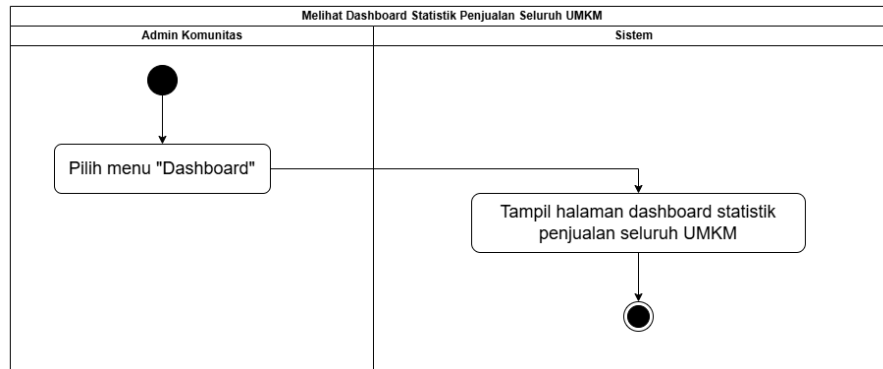 Melihat Dashboard Statistik Penjualan Seluruh UMKM
Admin Komunitas
Sistem
Pilih menu "Dashboard"
Tampil halaman dashboard statistik
penjualan seluruh UMKM